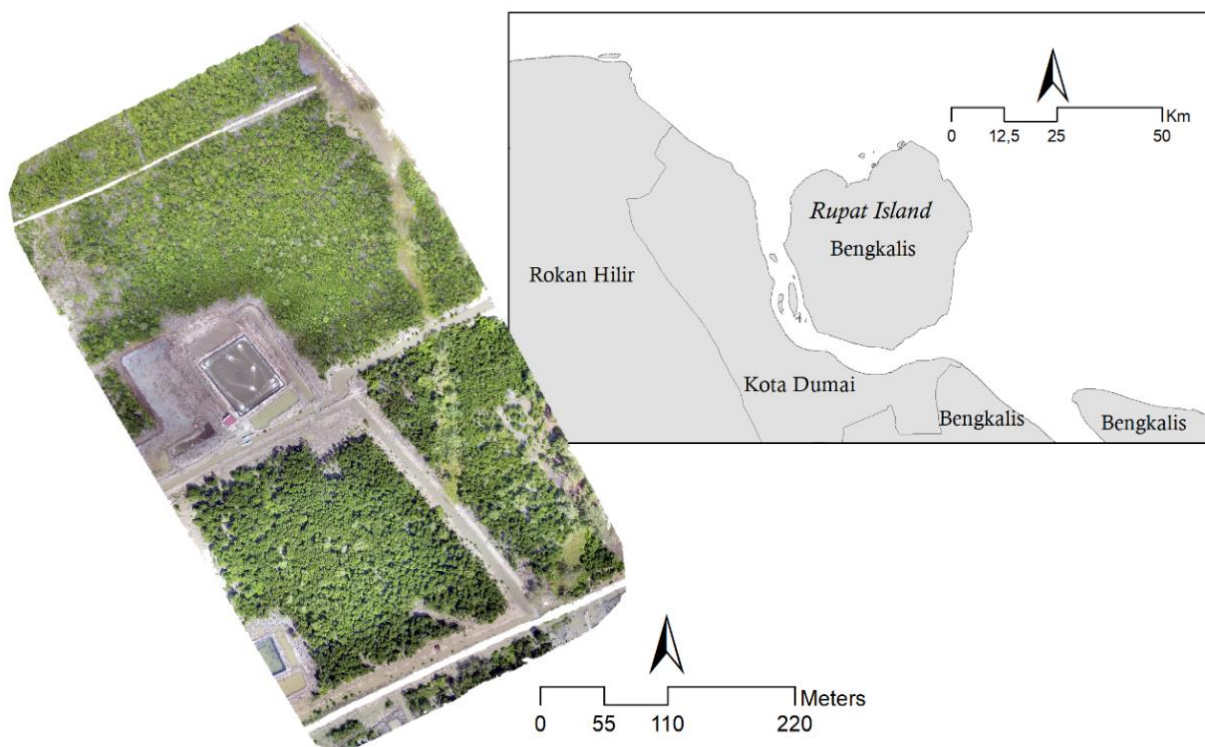 Km
0 12,5 25 50
Rupat Island
Bengkalis
Rokan Hilir
Kota Dumai
Bengkalis
Bengkalis
Meters
0 55 110 220